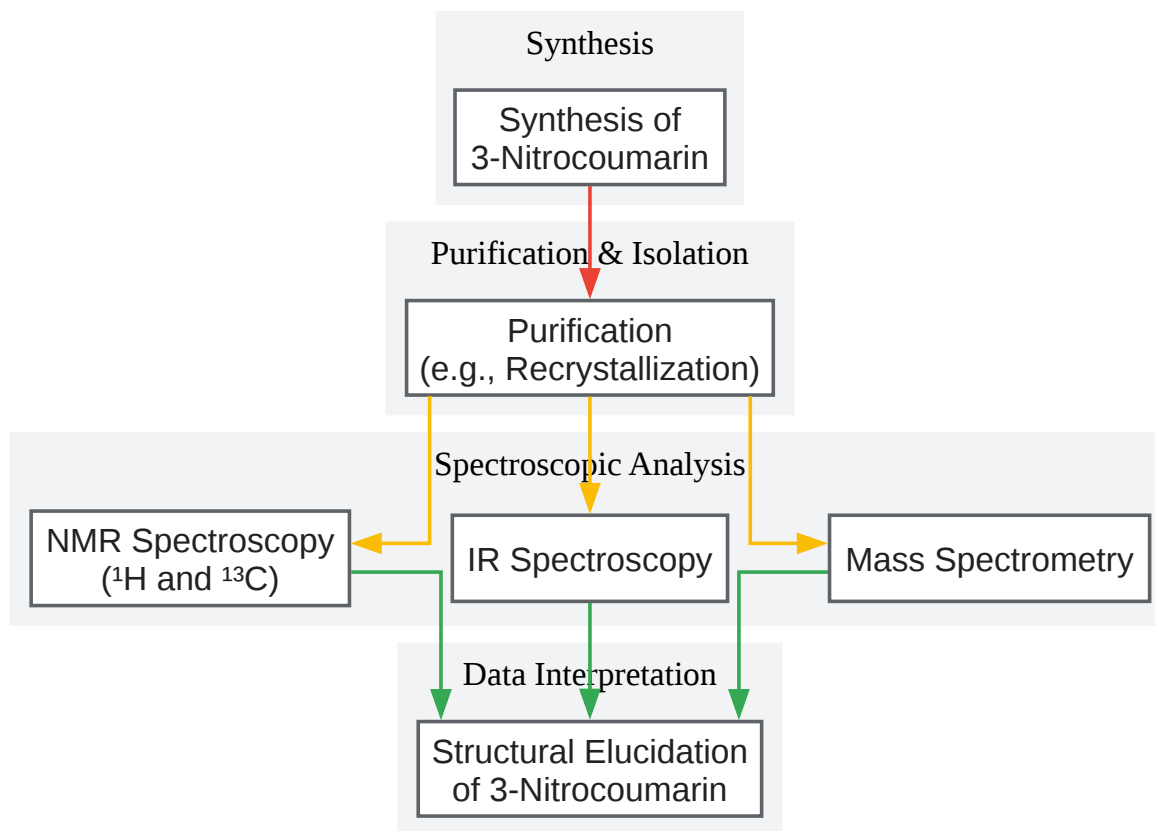 Synthesis
Synthesis of
3-Nitrocoumarin
Purification & Isolation
Purification
(e.g., Recrystallization)
Spectroscopic Analysis
NMR Spectroscopy
(¹H and ¹³C)
IR Spectroscopy
Mass Spectrometry
Data Interpretation
Structural Elucidation
of 3-Nitrocoumarin